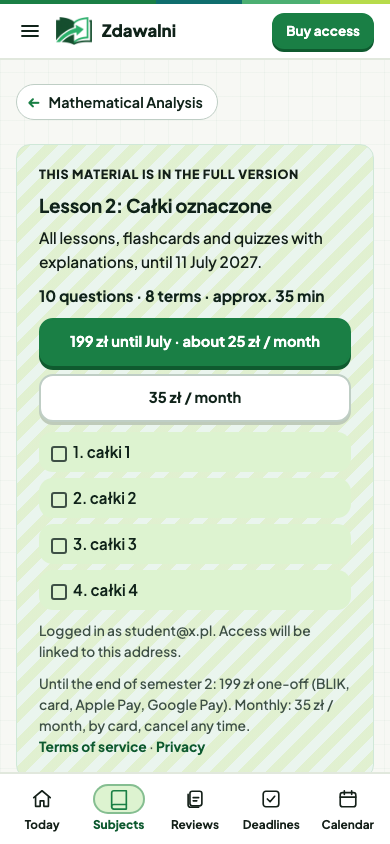 Zdawalni
Buy access
← Mathematical Analysis
THIS MATERIAL IS IN THE FULL VERSION
Lesson 2: Całki oznaczone
All lessons, flashcards and quizzes with
explanations, until 11 July 2027.
10 questions · 8 terms · approx. 35 min
199 zł until July · about 25 zł / month
35 zł / month
1. całki 1
2. całki 2
3. całki 3
4. całki 4
Logged in as student@x.pl. Access will be
linked to this address.
Until the end of semester 2: 199 zł one-off (BLIK,
card, Apple Pay, Google Pay). Monthly: 35 zł /
month, by card, cancel any time.
Terms of service · Privacy
Today
Subjects
Reviews
Deadlines
Calendar